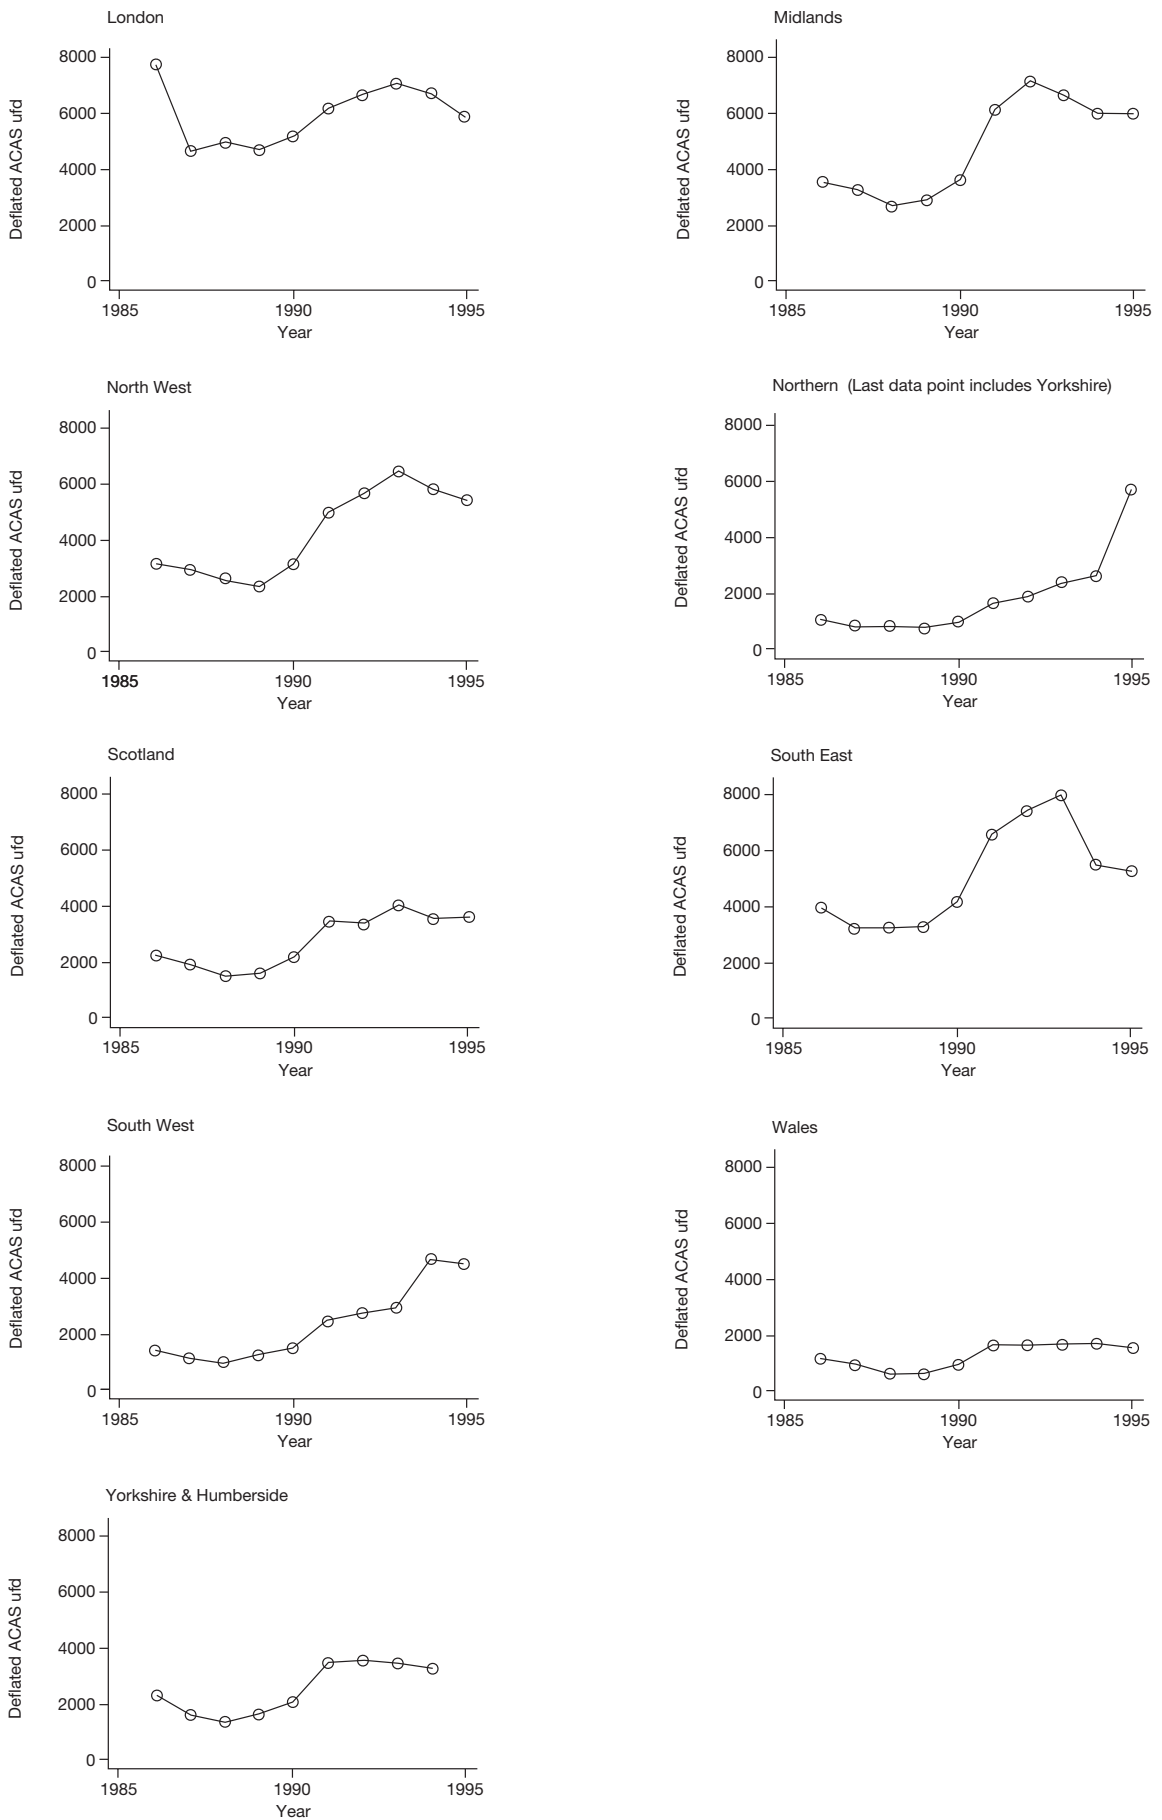 London
Deflated ACAS ufd
8000
6000
4000
2000
0
1985
1990
1995
Year
Midlands
Deflated ACAS ufd
8000
6000
4000
2000
0
1985
1990
1995
Year
North West
Deflated ACAS ufd
8000
6000
4000
2000
0
1985
1990
1995
Year
Northern (Last data point includes Yorkshire)
Deflated ACAS ufd
8000
6000
4000
2000
0
1985
1990
1995
Year
Scotland
Deflated ACAS ufd
8000
6000
4000
2000
0
1985
1990
1995
Year
South East
Deflated ACAS ufd
8000
6000
4000
2000
0
1985
1990
1995
Year
South West
Deflated ACAS ufd
8000
6000
4000
2000
0
1985
1990
1995
Year
Wales
Deflated ACAS ufd
8000
6000
4000
2000
0
1985
1990
1995
Year
Yorkshire & Humberside
Deflated ACAS ufd
8000
6000
4000
2000
0
1985
1990
1995
Year